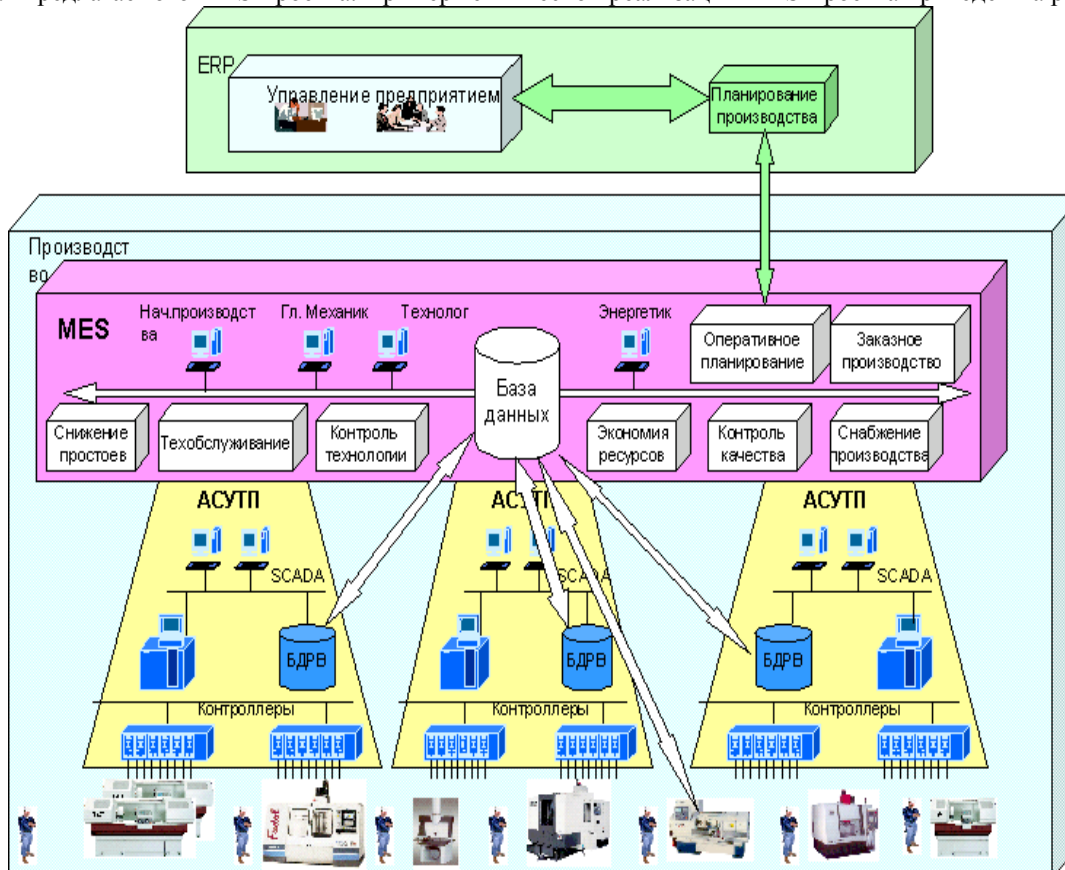 ERP
Управление предприятием
Планирование
производства
Производст
во
MES
Нач.производст
ва
Гл. Механик
Технолог
Энергетик
Оперативное
планирование
Заказное
производство
База
данных
Снижение
простоев
Техобслуживание
Контроль
технологии
Экономия
ресурсов
Контроль
качества
Снабжение
производства
АСУТП
АСУТП
АСУТП
SCADA
SCADA
SCADA
БДРВ
БДРВ
БДРВ
Контроллеры
Контроллеры
Контроллеры
Fadal